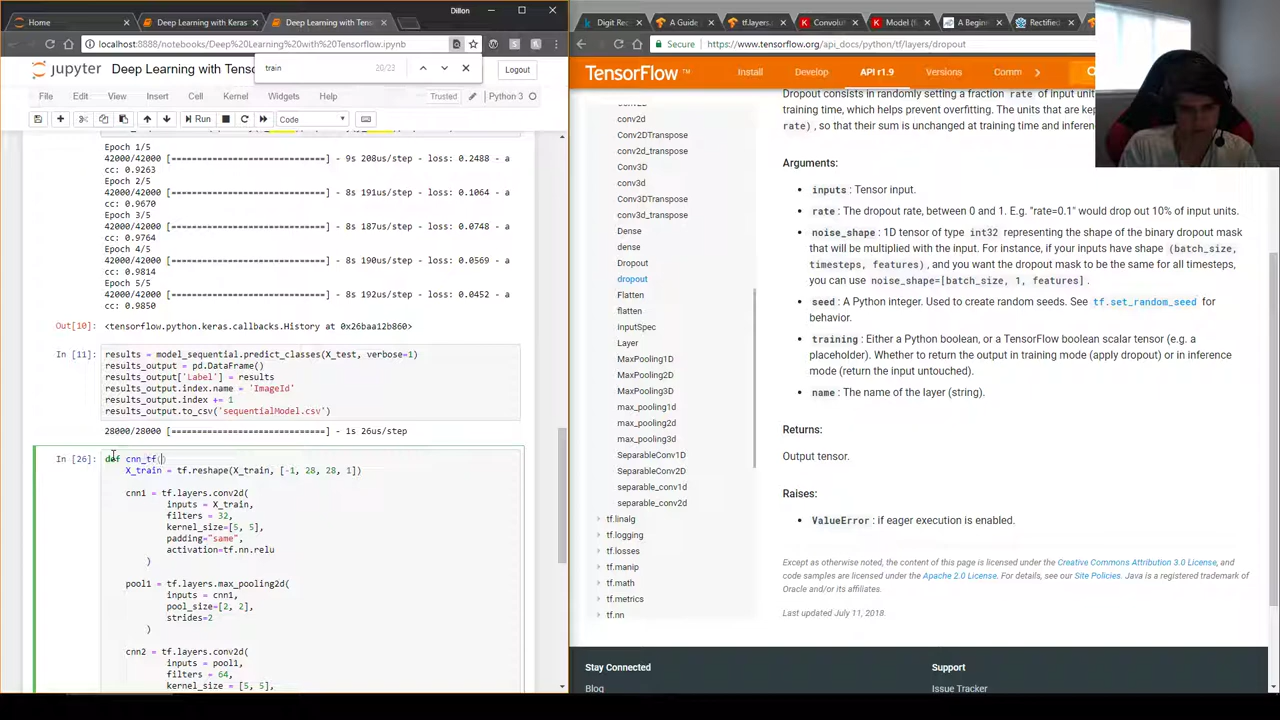 Home
Deep Learning with Keras
Deep Learning with Tens
Dillon
localhost:8888/notebooks/Deep%20Learning%20with%20Tensorflow.ipynb
jupyter Deep Learning with Tenso
train 20/23
Logout
File Edit View Insert Cell Kernel Widgets Help Trusted Python 3
Run Code
Epoch 1/5
42000/42000 [==============================] - 9s 208us/step - loss: 0.2488 - a
cc: 0.9263
Epoch 2/5
42000/42000 [==============================] - 8s 191us/step - loss: 0.1064 - a
cc: 0.9670
Epoch 3/5
42000/42000 [==============================] - 8s 187us/step - loss: 0.0748 - a
cc: 0.9764
Epoch 4/5
42000/42000 [==============================] - 8s 190us/step - loss: 0.0569 - a
cc: 0.9814
Epoch 5/5
42000/42000 [==============================] - 8s 192us/step - loss: 0.0452 - a
cc: 0.9850
Out[10]: <tensorflow.python.keras.callbacks.History at 0x26baa12b860>
In [11]: results = model_sequential.predict_classes(X_test, verbose=1)
results_output = pd.DataFrame()
results_output['Label'] = results
results_output.index.name = 'ImageId'
results_output.index += 1
results_output.to_csv('sequentialModel.csv')
28000/28000 [==============================] - 1s 26us/step
In [26]: def cnn_tf()
X_train = tf.reshape(X_train, [-1, 28, 28, 1])
cnn1 = tf.layers.conv2d(
inputs = X_train,
filters = 32,
kernel_size=[5, 5],
padding="same",
activation=tf.nn.relu
)
pool1 = tf.layers.max_pooling2d(
inputs = cnn1,
pool_size=[2, 2],
strides=2
)
cnn2 = tf.layers.conv2d(
inputs = pool1,
filters = 64,
kernel_size = [5, 5],
Digit Rec
A Guide
tf.layers.
Convolut
Model (f
A Begin
Rectified
Secure https://www.tensorflow.org/api_docs/python/tf/layers/dropout
TensorFlow™ Install Develop API r1.9 Versions Comm
Conv2D
conv2d
Conv2DTranspose
conv2d_transpose
Conv3D
conv3d
Conv3DTranspose
conv3d_transpose
Dense
dense
Dropout
dropout
Flatten
flatten
InputSpec
Layer
MaxPooling1D
MaxPooling2D
MaxPooling3D
max_pooling1d
max_pooling2d
max_pooling3d
SeparableConv1D
SeparableConv2D
separable_conv1d
separable_conv2d
tf.linalg
tf.logging
tf.losses
tf.manip
tf.math
tf.metrics
tf.nn
Dropout consists in randomly setting a fraction rate of input uni
training time, which helps prevent overfitting. The units that are kep
rate), so that their sum is unchanged at training time and inferen
Arguments:
inputs : Tensor input.
rate : The dropout rate, between 0 and 1. E.g. "rate=0.1" would drop out 10% of input units.
noise_shape : 1D tensor of type int32 representing the shape of the binary dropout mask
that will be multiplied with the input. For instance, if your inputs have shape (batch_size,
timesteps, features), and you want the dropout mask to be the same for all timesteps,
you can use noise_shape=[batch_size, 1, features].
seed : A Python integer. Used to create random seeds. See tf.set_random_seed for
behavior.
training : Either a Python boolean, or a TensorFlow boolean scalar tensor (e.g. a
placeholder). Whether to return the output in training mode (apply dropout) or in inference
mode (return the input untouched).
name : The name of the layer (string).
Returns:
Output tensor.
Raises:
ValueError : if eager execution is enabled.
Except as otherwise noted, the content of this page is licensed under the Creative Commons Attribution 3.0 License, and
code samples are licensed under the Apache 2.0 License. For details, see our Site Policies. Java is a registered trademark of
Oracle and/or its affiliates.
Last updated July 11, 2018.
Stay Connected
Blog
Support
Issue Tracker